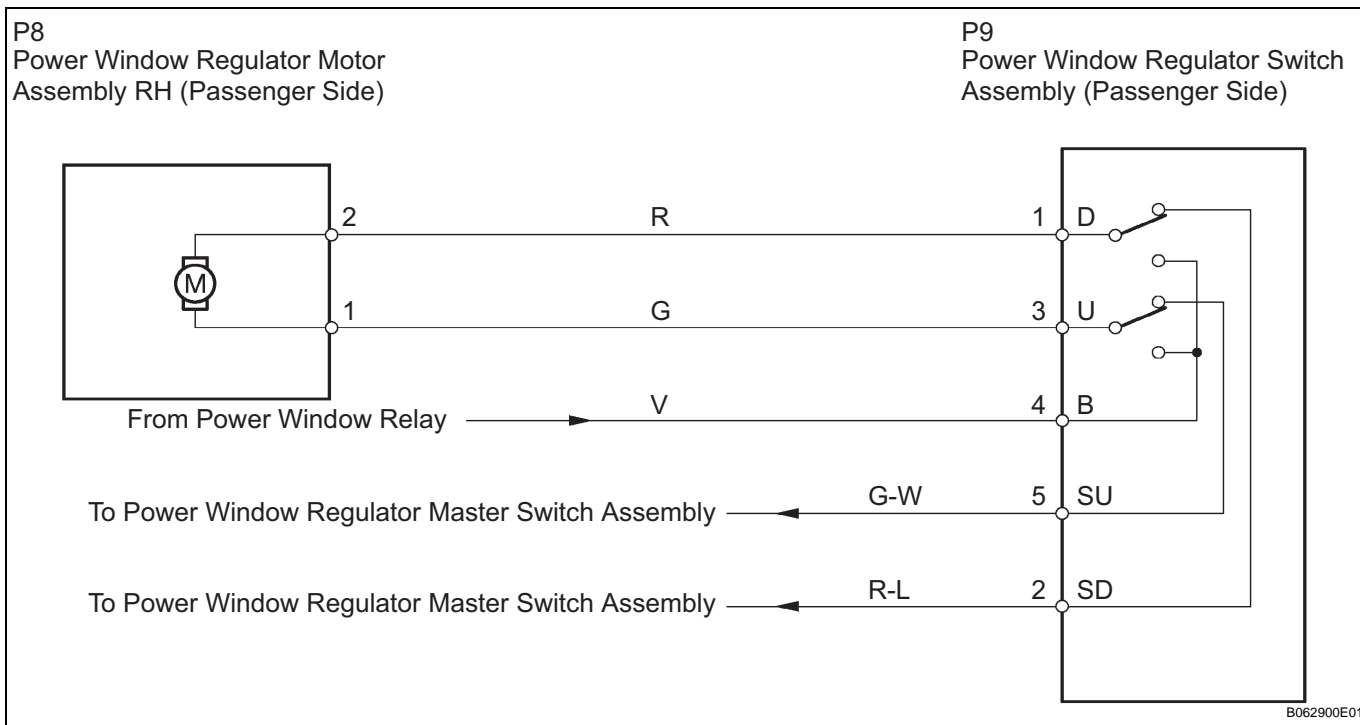 P8
Power Window Regulator Motor
Assembly RH (Passenger Side)
P9
Power Window Regulator Switch
Assembly (Passenger Side)
2 R 1 D
M
1 G 3 U
From Power Window Relay V 4 B
To Power Window Regulator Master Switch Assembly G-W 5 SU
To Power Window Regulator Master Switch Assembly R-L 2 SD
B062900E01